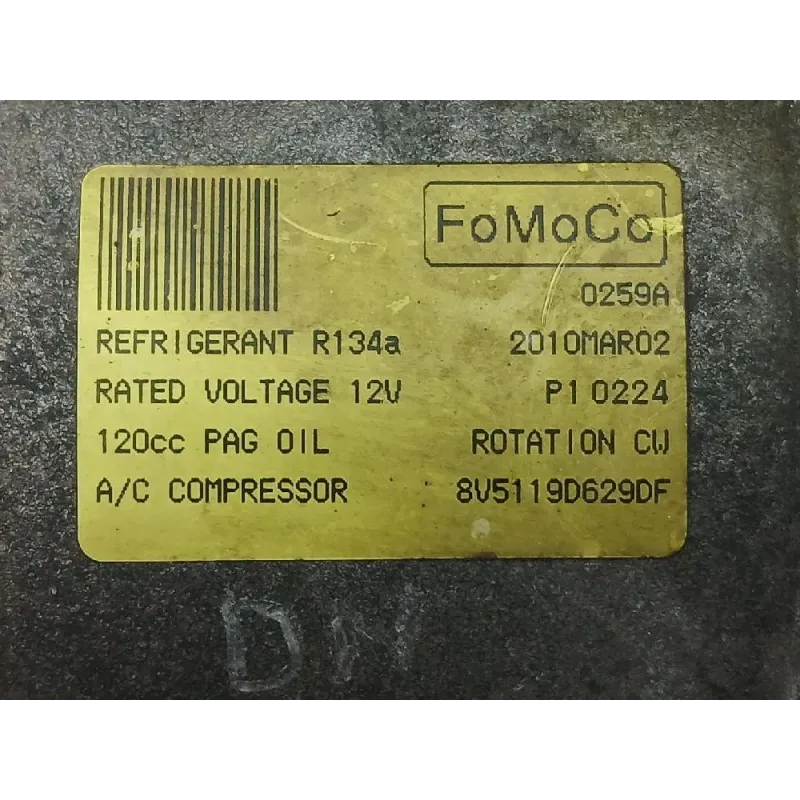 FoMoCo
0259A
REFRIGERANT R134a 2010MAR02
RATED VOLTAGE 12V P1 0224
120cc PAG OIL ROTATION CW
A/C COMPRESSOR 8V5119D629DF